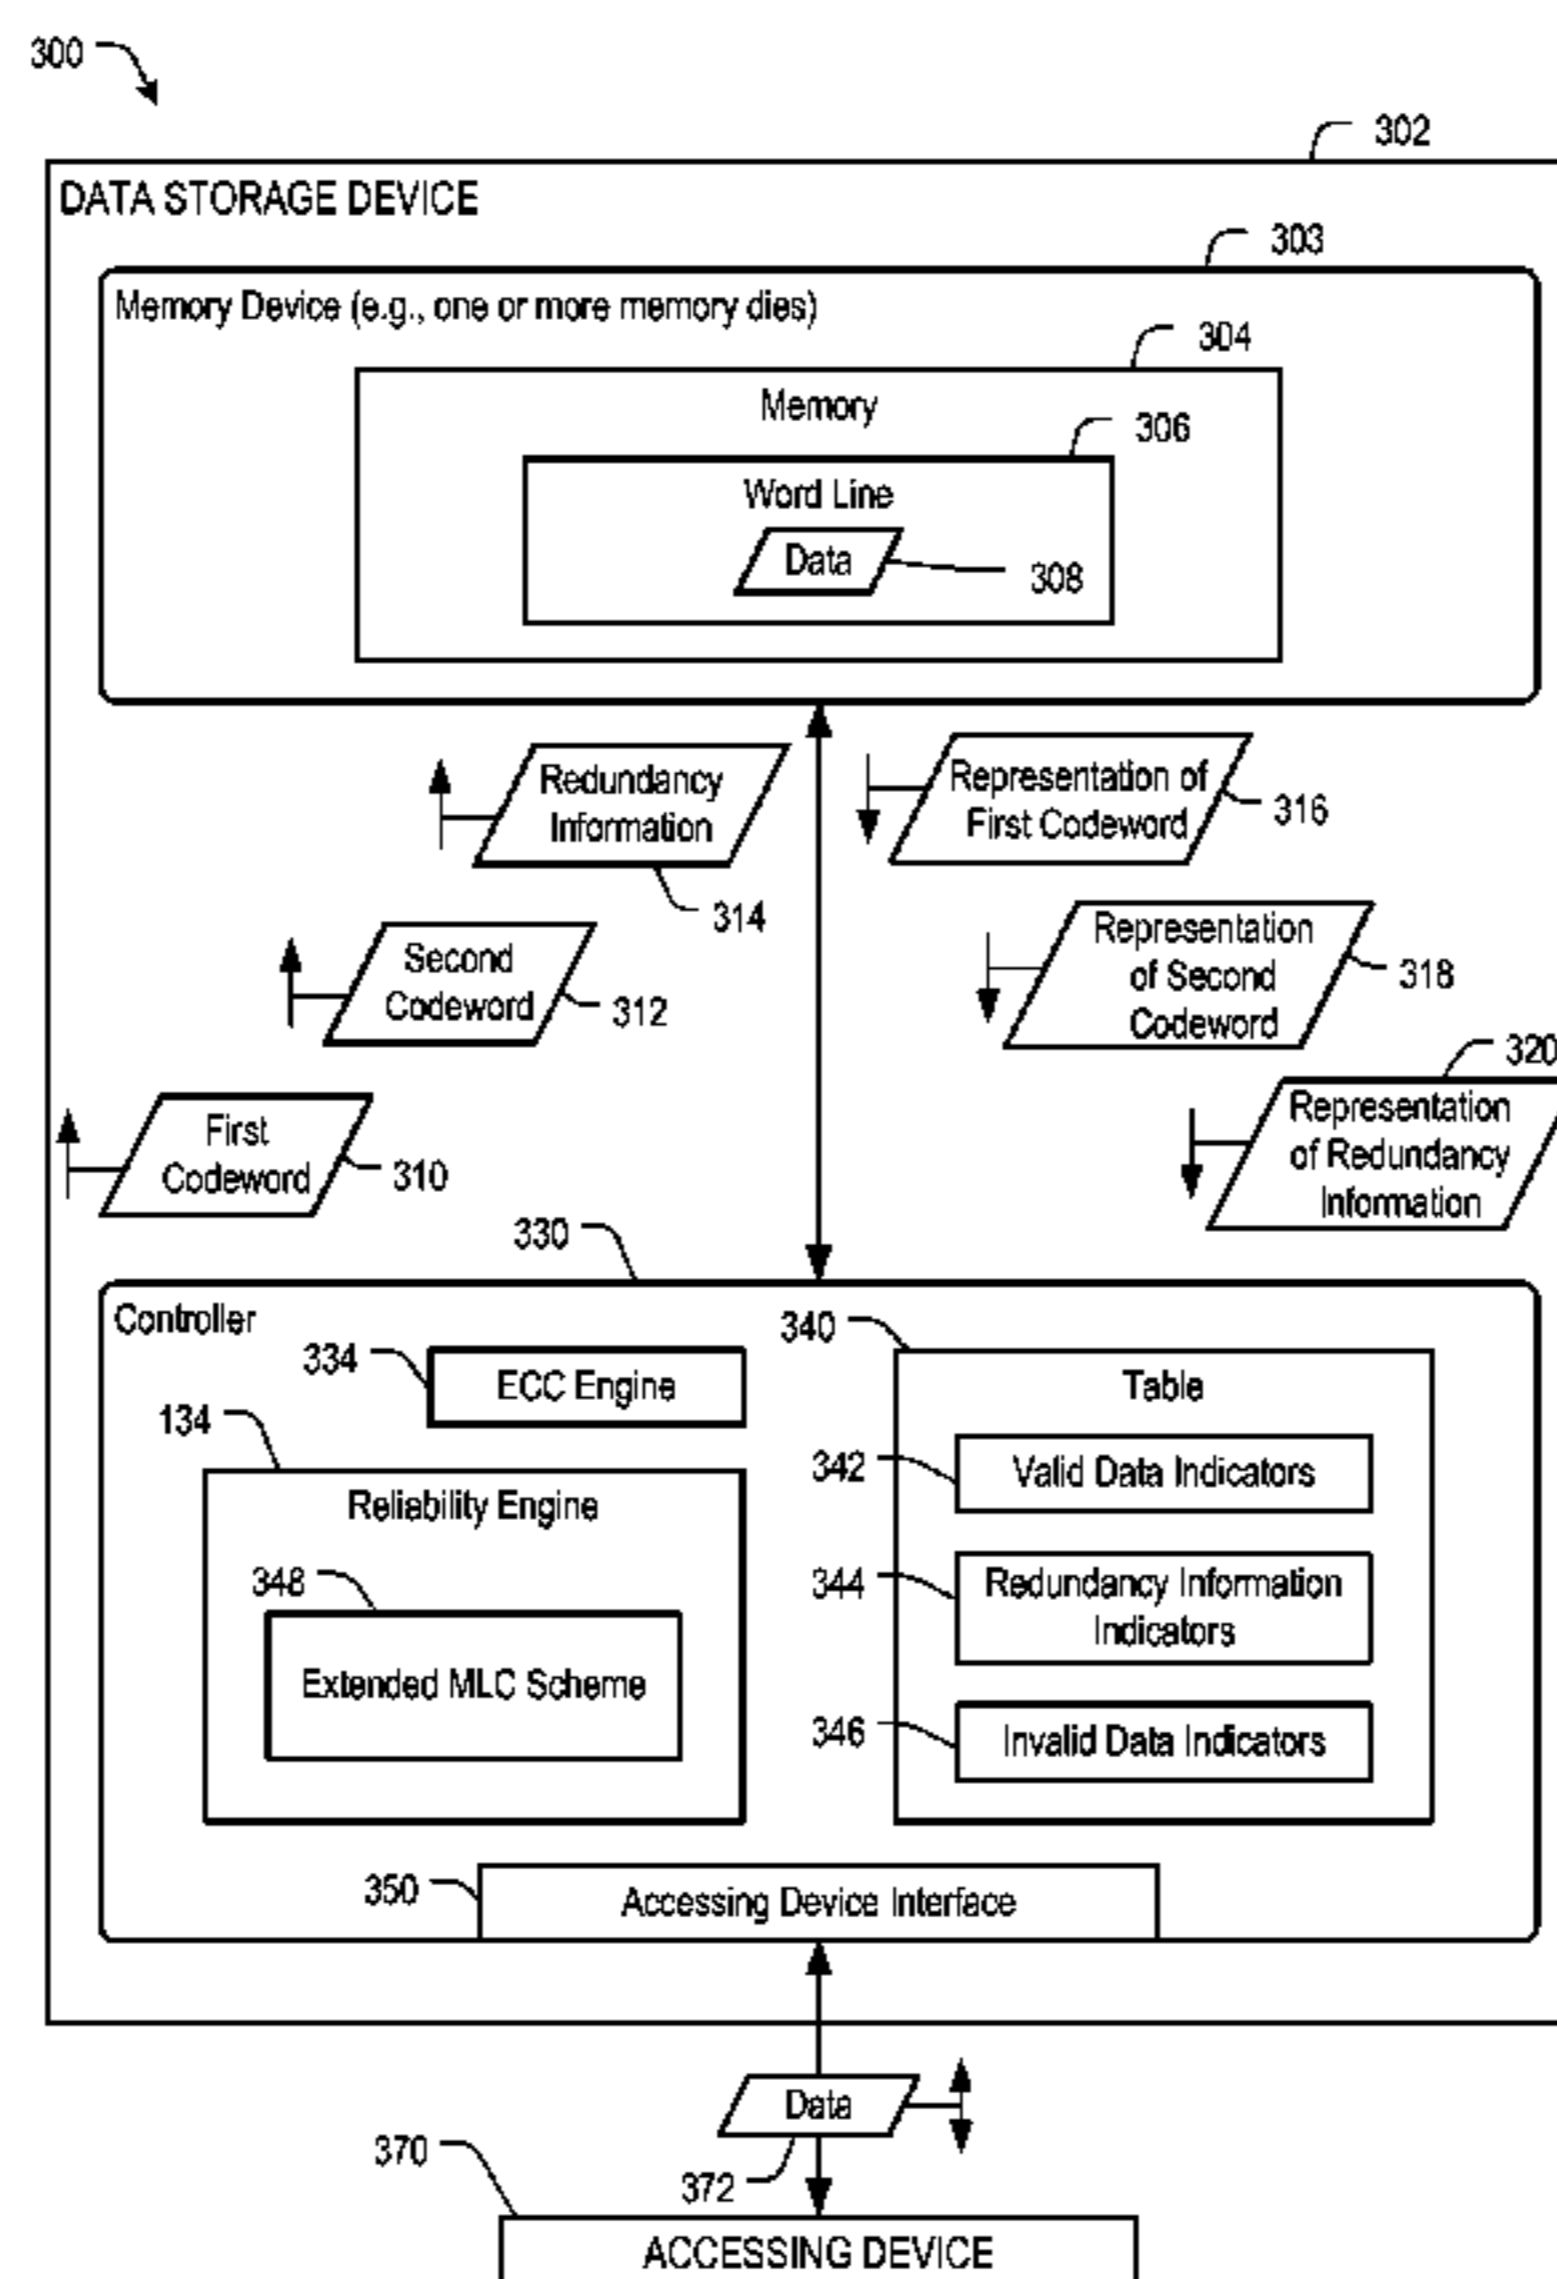 300
302
DATA STORAGE DEVICE
303
Memory Device (e.g., one or more memory dies)
304
Memory
306
Word Line
Data
308
Redundancy
Information
314
Representation of
First Codeword
316
Second
Codeword
312
Representation
of Second
Codeword
318
320
First
Codeword
310
Representation
of Redundancy
Information
330
Controller
334
ECC Engine
340
Table
134
Reliability Engine
342
Valid Data Indicators
348
Extended MLC Scheme
344
Redundancy Information
Indicators
346
Invalid Data Indicators
350
Accessing Device Interface
Data
372
370
ACCESSING DEVICE